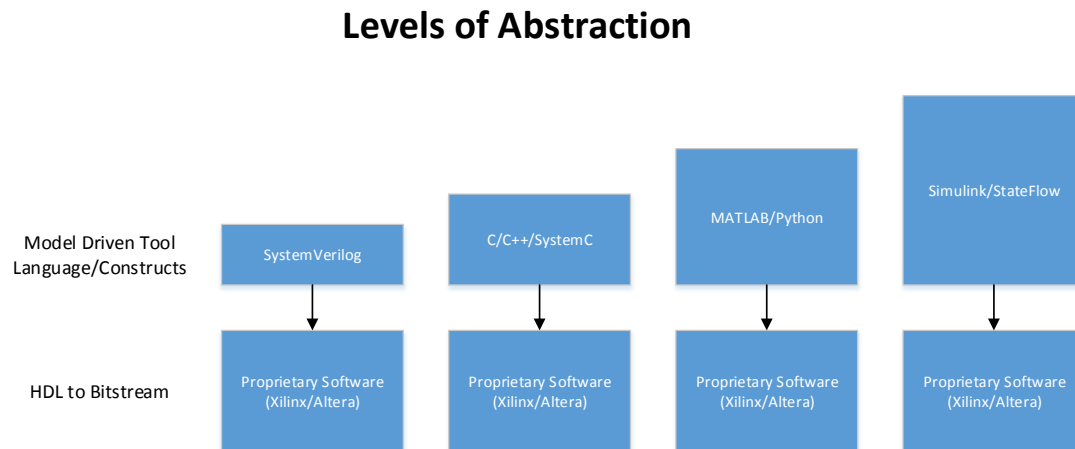 Levels of Abstraction
Simulink/StateFlow
MATLAB/Python
C/C++/SystemC
SystemVerilog
Model Driven Tool
Language/Constructs
HDL to Bitstream
Proprietary Software
(Xilinx/Altera)
Proprietary Software
(Xilinx/Altera)
Proprietary Software
(Xilinx/Altera)
Proprietary Software
(Xilinx/Altera)